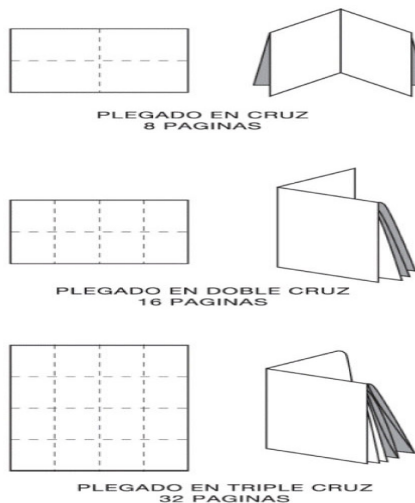 PLEGADO EN CRUZ
8 PAGINAS
PLEGADO EN DOBLE CRUZ
16 PAGINAS
PLEGADO EN TRIPLE CRUZ
32 PAGINAS